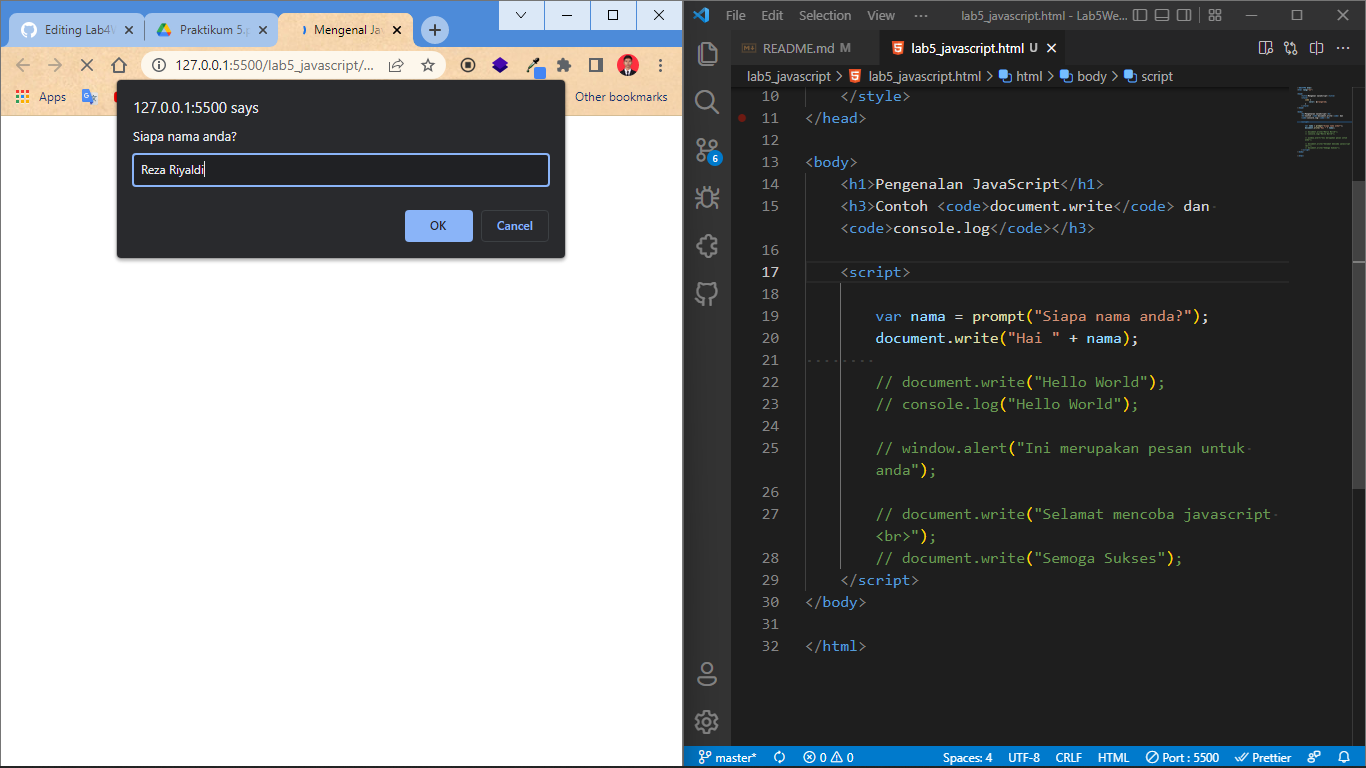 Editing Lab4W
Praktikum 5.p
Mengenal Ja
127.0.0.1:5500/lab5_javascript/...
Apps
Other bookmarks
127.0.0.1:5500 says
Siapa nama anda?
Reza Riyaldi
OK
Cancel
File Edit Selection View ··· lab5_javascript.html - Lab5We...
README.md M
lab5_javascript.html U
lab5_javascript > lab5_javascript.html > html > body > script
6
10 </style>
11 </head>
12
13 <body>
14 <h1>Pengenalan JavaScript</h1>
15 <h3>Contoh <code>document.write</code> dan
<code>console.log</code></h3>
16
17 <script>
18
19 var nama = prompt("Siapa nama anda?");
20 document.write("Hai " + nama);
21
22 // document.write("Hello World");
23 // console.log("Hello World");
24
25 // window.alert("Ini merupakan pesan untuk
anda");
26
27 // document.write("Selamat mencoba javascript
<br>");
28 // document.write("Semoga Sukses");
29 </script>
30 </body>
31
32 </html>
master* 0 0 Spaces: 4 UTF-8 CRLF HTML Port : 5500 Prettier